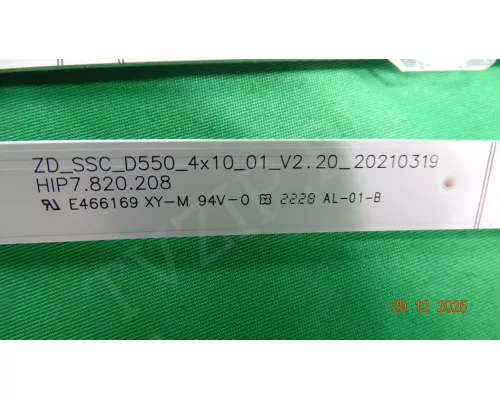 ZD_SSC_D550_4x10_01_V2.20_20210319
HIP7.820.208
E466169 XY-M 94V-0 2228 AL-01-B
29 12 2025